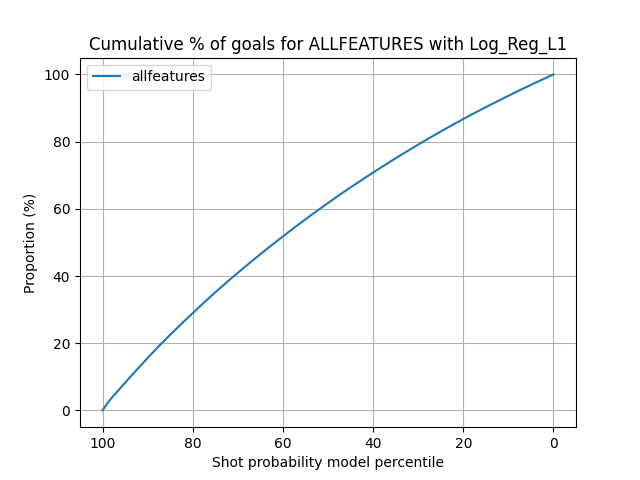 Cumulative % of goals for ALLFEATURES with Log_Reg_L1
allfeatures
100
80
60
40
20
0
Proportion (%)
100 80 60 40 20 0
Shot probability model percentile